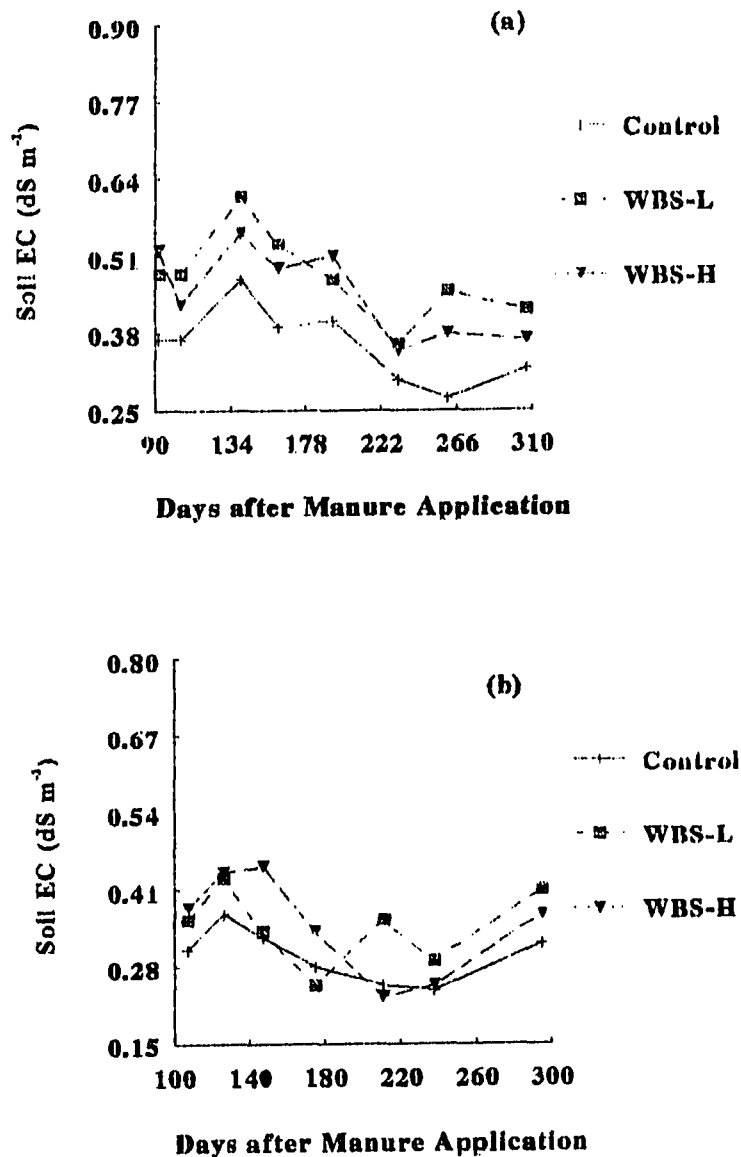 (a)
0.90
0.77
0.64
0.51
0.38
0.25
Soil EC (dS m⁻¹)
Control
WBS-L
WBS-H
90 134 178 222 266 310
Days after Manure Application
(b)
0.80
0.67
0.54
0.41
0.28
0.15
Soil EC (dS m⁻¹)
Control
WBS-L
WBS-H
100 140 180 220 260 300
Days after Manure Application